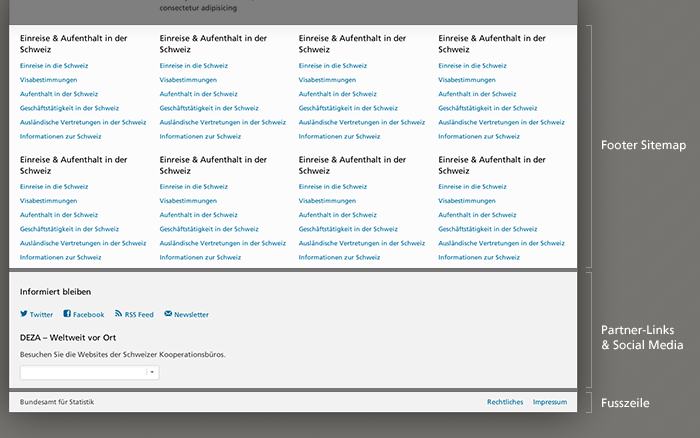 consectetur adipisicing
Einreise & Aufenthalt in der
Schweiz
Einreise in die Schweiz
Visabestimmungen
Aufenthalt in der Schweiz
Geschäftstätigkeit in der Schweiz
Ausländische Vertretungen in der Schweiz
Informationen zur Schweiz
Einreise & Aufenthalt in der
Schweiz
Einreise in die Schweiz
Visabestimmungen
Aufenthalt in der Schweiz
Geschäftstätigkeit in der Schweiz
Ausländische Vertretungen in der Schweiz
Informationen zur Schweiz
Einreise & Aufenthalt in der
Schweiz
Einreise in die Schweiz
Visabestimmungen
Aufenthalt in der Schweiz
Geschäftstätigkeit in der Schweiz
Ausländische Vertretungen in der Schweiz
Informationen zur Schweiz
Einreise & Aufenthalt in der
Schweiz
Einreise in die Schweiz
Visabestimmungen
Aufenthalt in der Schweiz
Geschäftstätigkeit in der Schweiz
Ausländische Vertretungen in der Schweiz
Informationen zur Schweiz
Einreise & Aufenthalt in der
Schweiz
Einreise in die Schweiz
Visabestimmungen
Aufenthalt in der Schweiz
Geschäftstätigkeit in der Schweiz
Ausländische Vertretungen in der Schweiz
Informationen zur Schweiz
Einreise & Aufenthalt in der
Schweiz
Einreise in die Schweiz
Visabestimmungen
Aufenthalt in der Schweiz
Geschäftstätigkeit in der Schweiz
Ausländische Vertretungen in der Schweiz
Informationen zur Schweiz
Einreise & Aufenthalt in der
Schweiz
Einreise in die Schweiz
Visabestimmungen
Aufenthalt in der Schweiz
Geschäftstätigkeit in der Schweiz
Ausländische Vertretungen in der Schweiz
Informationen zur Schweiz
Einreise & Aufenthalt in der
Schweiz
Einreise in die Schweiz
Visabestimmungen
Aufenthalt in der Schweiz
Geschäftstätigkeit in der Schweiz
Ausländische Vertretungen in der Schweiz
Informationen zur Schweiz
Footer Sitemap
Informiert bleiben
Twitter Facebook RSS Feed Newsletter
DEZA – Weltweit vor Ort
Besuchen Sie die Websites der Schweizer Kooperationsbüros.
Partner-Links
& Social Media
Bundesamt für Statistik Rechtliches Impressum
Fusszeile